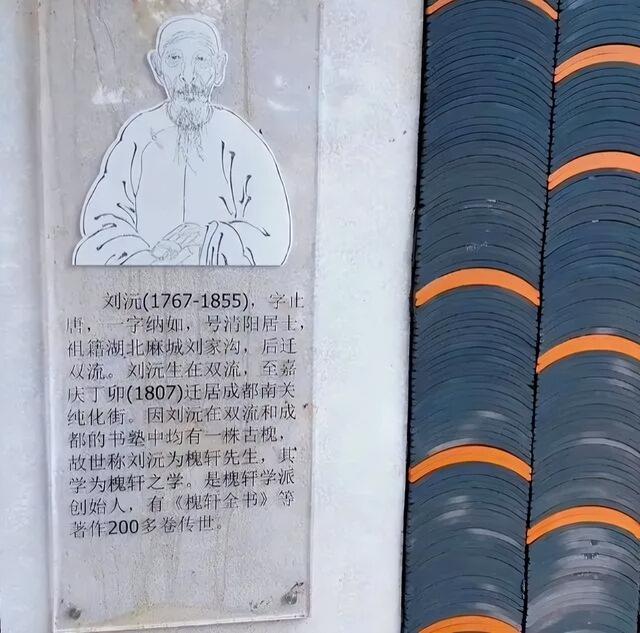 刘沅(1767-1855)，字止
唐，一字纳如，号清阳居士，
祖籍湖北麻城刘家沟，后迁
双流。刘沅生在双流，至嘉
庆丁卯(1807)迁居成都南关
纯化街。因刘沅在双流和成
都的书塾中均有一株古槐，
故世称刘沅为槐轩先生，其
学为槐轩之学。是槐轩学派
创始人，有《槐轩全书》等
著作200多卷传世。